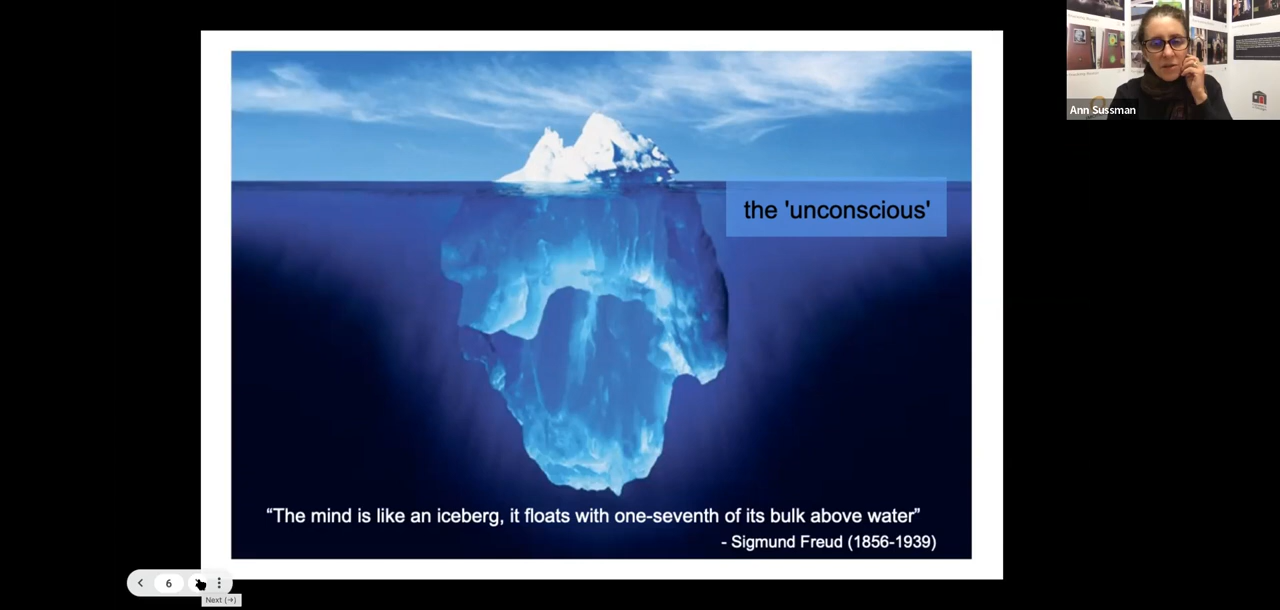 Ann Sussman
the 'unconscious'
“The mind is like an iceberg, it floats with one-seventh of its bulk above water”
- Sigmund Freud (1856-1939)
6
Next (→)